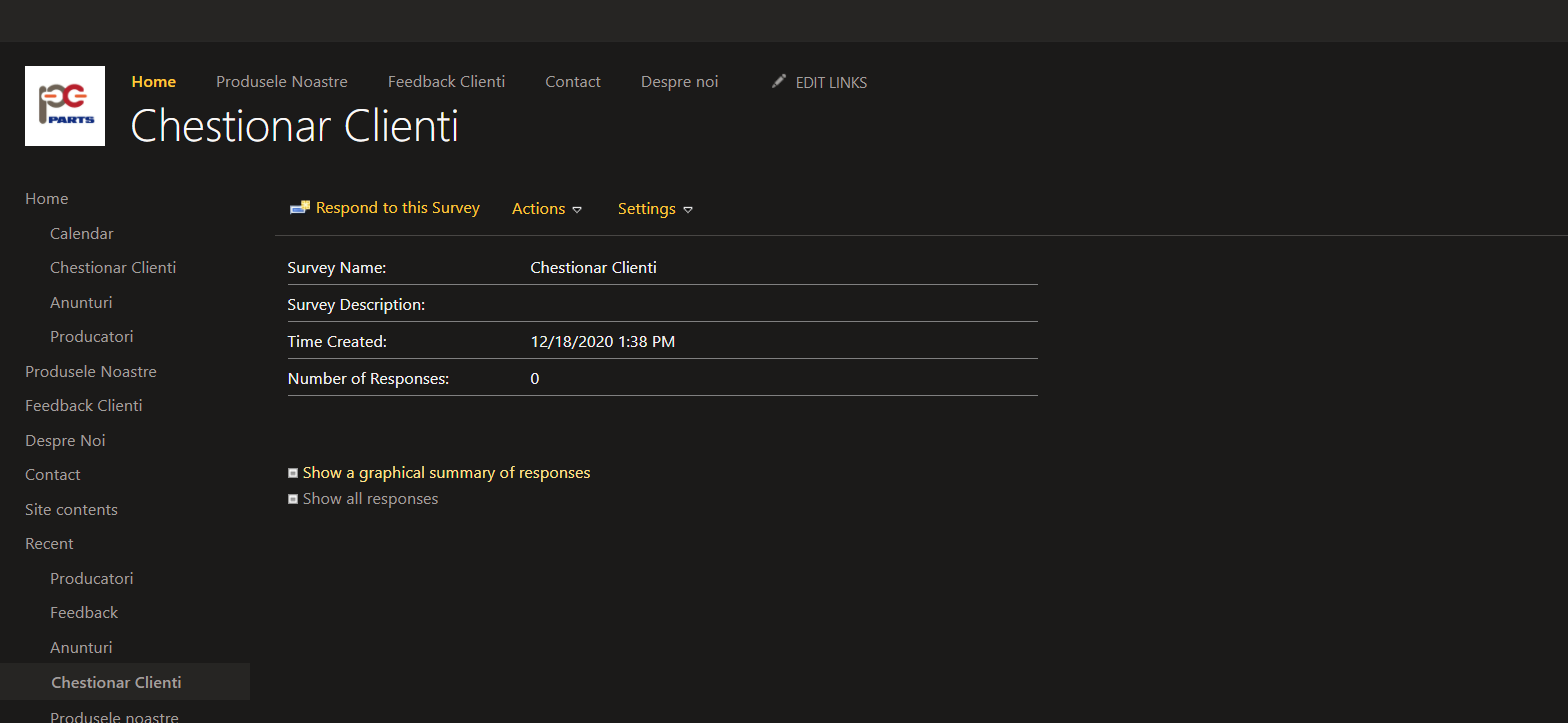 PARTS
Home Produsele Noastre Feedback Clienti Contact Despre noi EDIT LINKS
Chestionar Clienti
Home
Calendar
Chestionar Clienti
Anunturi
Producatori
Produsele Noastre
Feedback Clienti
Despre Noi
Contact
Site contents
Recent
Producatori
Feedback
Anunturi
Chestionar Clienti
Produsele noastre
Respond to this Survey Actions Settings
Survey Name: Chestionar Clienti
Survey Description:
Time Created: 12/18/2020 1:38 PM
Number of Responses: 0
Show a graphical summary of responses
Show all responses